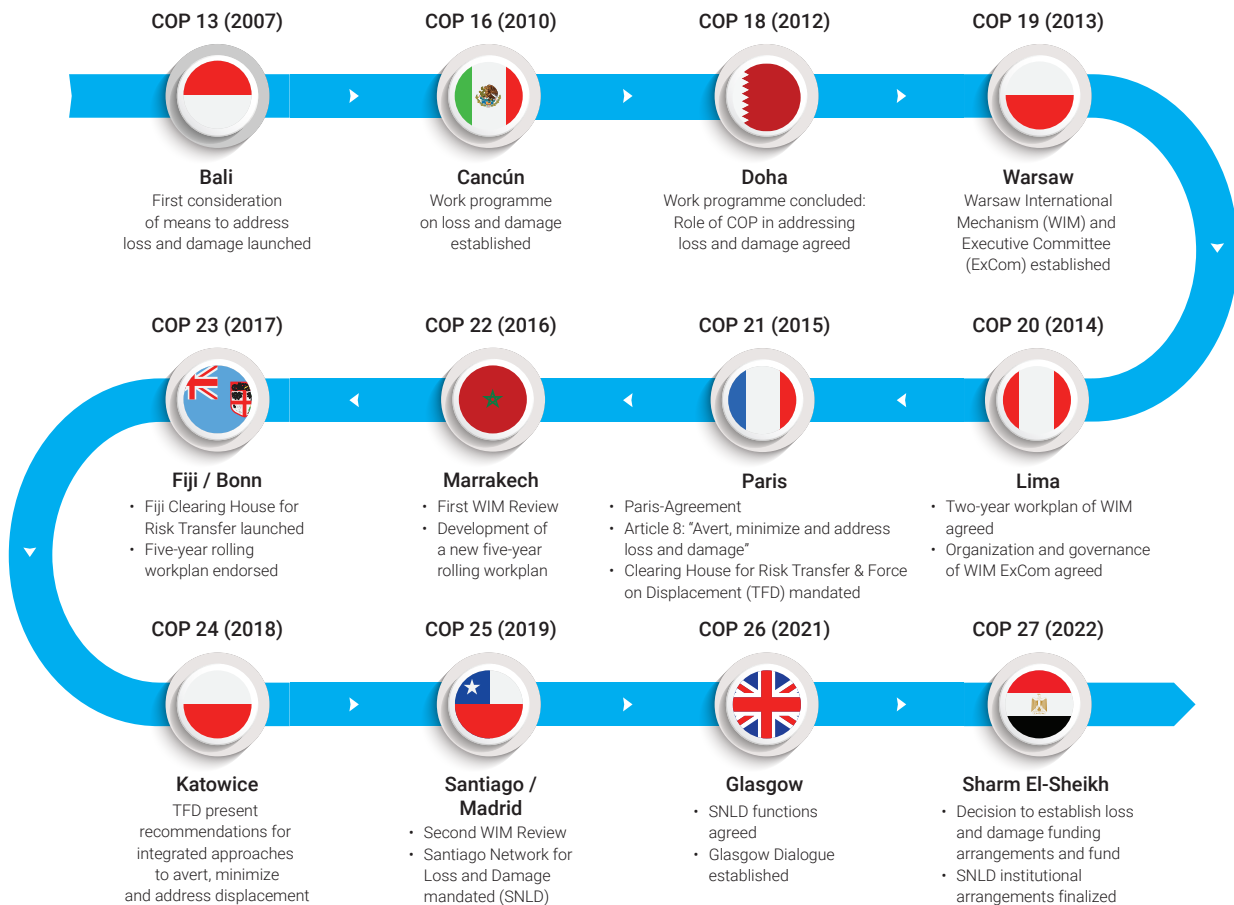 COP 13 (2007)
Bali
First consideration
of means to address
loss and damage launched
COP 16 (2010)
Cancún
Work programme
on loss and damage
established
COP 18 (2012)
Doha
Work programme concluded:
Role of COP in addressing
loss and damage agreed
COP 19 (2013)
Warsaw
Warsaw International
Mechanism (WIM) and
Executive Committee
(ExCom) established
COP 20 (2014)
Lima
• Two-year workplan of WIM
agreed
• Organization and governance
of WIM ExCom agreed
COP 21 (2015)
Paris
• Paris-Agreement
• Article 8: “Avert, minimize and address
loss and damage”
• Clearing House for Risk Transfer & Force
on Displacement (TFD) mandated
COP 22 (2016)
Marrakech
• First WIM Review
• Development of
a new five-year
rolling workplan
COP 23 (2017)
Fiji / Bonn
• Fiji Clearing House for
Risk Transfer launched
• Five-year rolling
workplan endorsed
COP 24 (2018)
Katowice
TFD present
recommendations for
integrated approaches
to avert, minimize
and address displacement
COP 25 (2019)
Santiago /
Madrid
• Second WIM Review
• Santiago Network for
Loss and Damage
mandated (SNLD)
COP 26 (2021)
Glasgow
• SNLD functions
agreed
• Glasgow Dialogue
established
COP 27 (2022)
Sharm El-Sheikh
• Decision to establish loss
and damage funding
arrangements and fund
• SNLD institutional
arrangements finalized